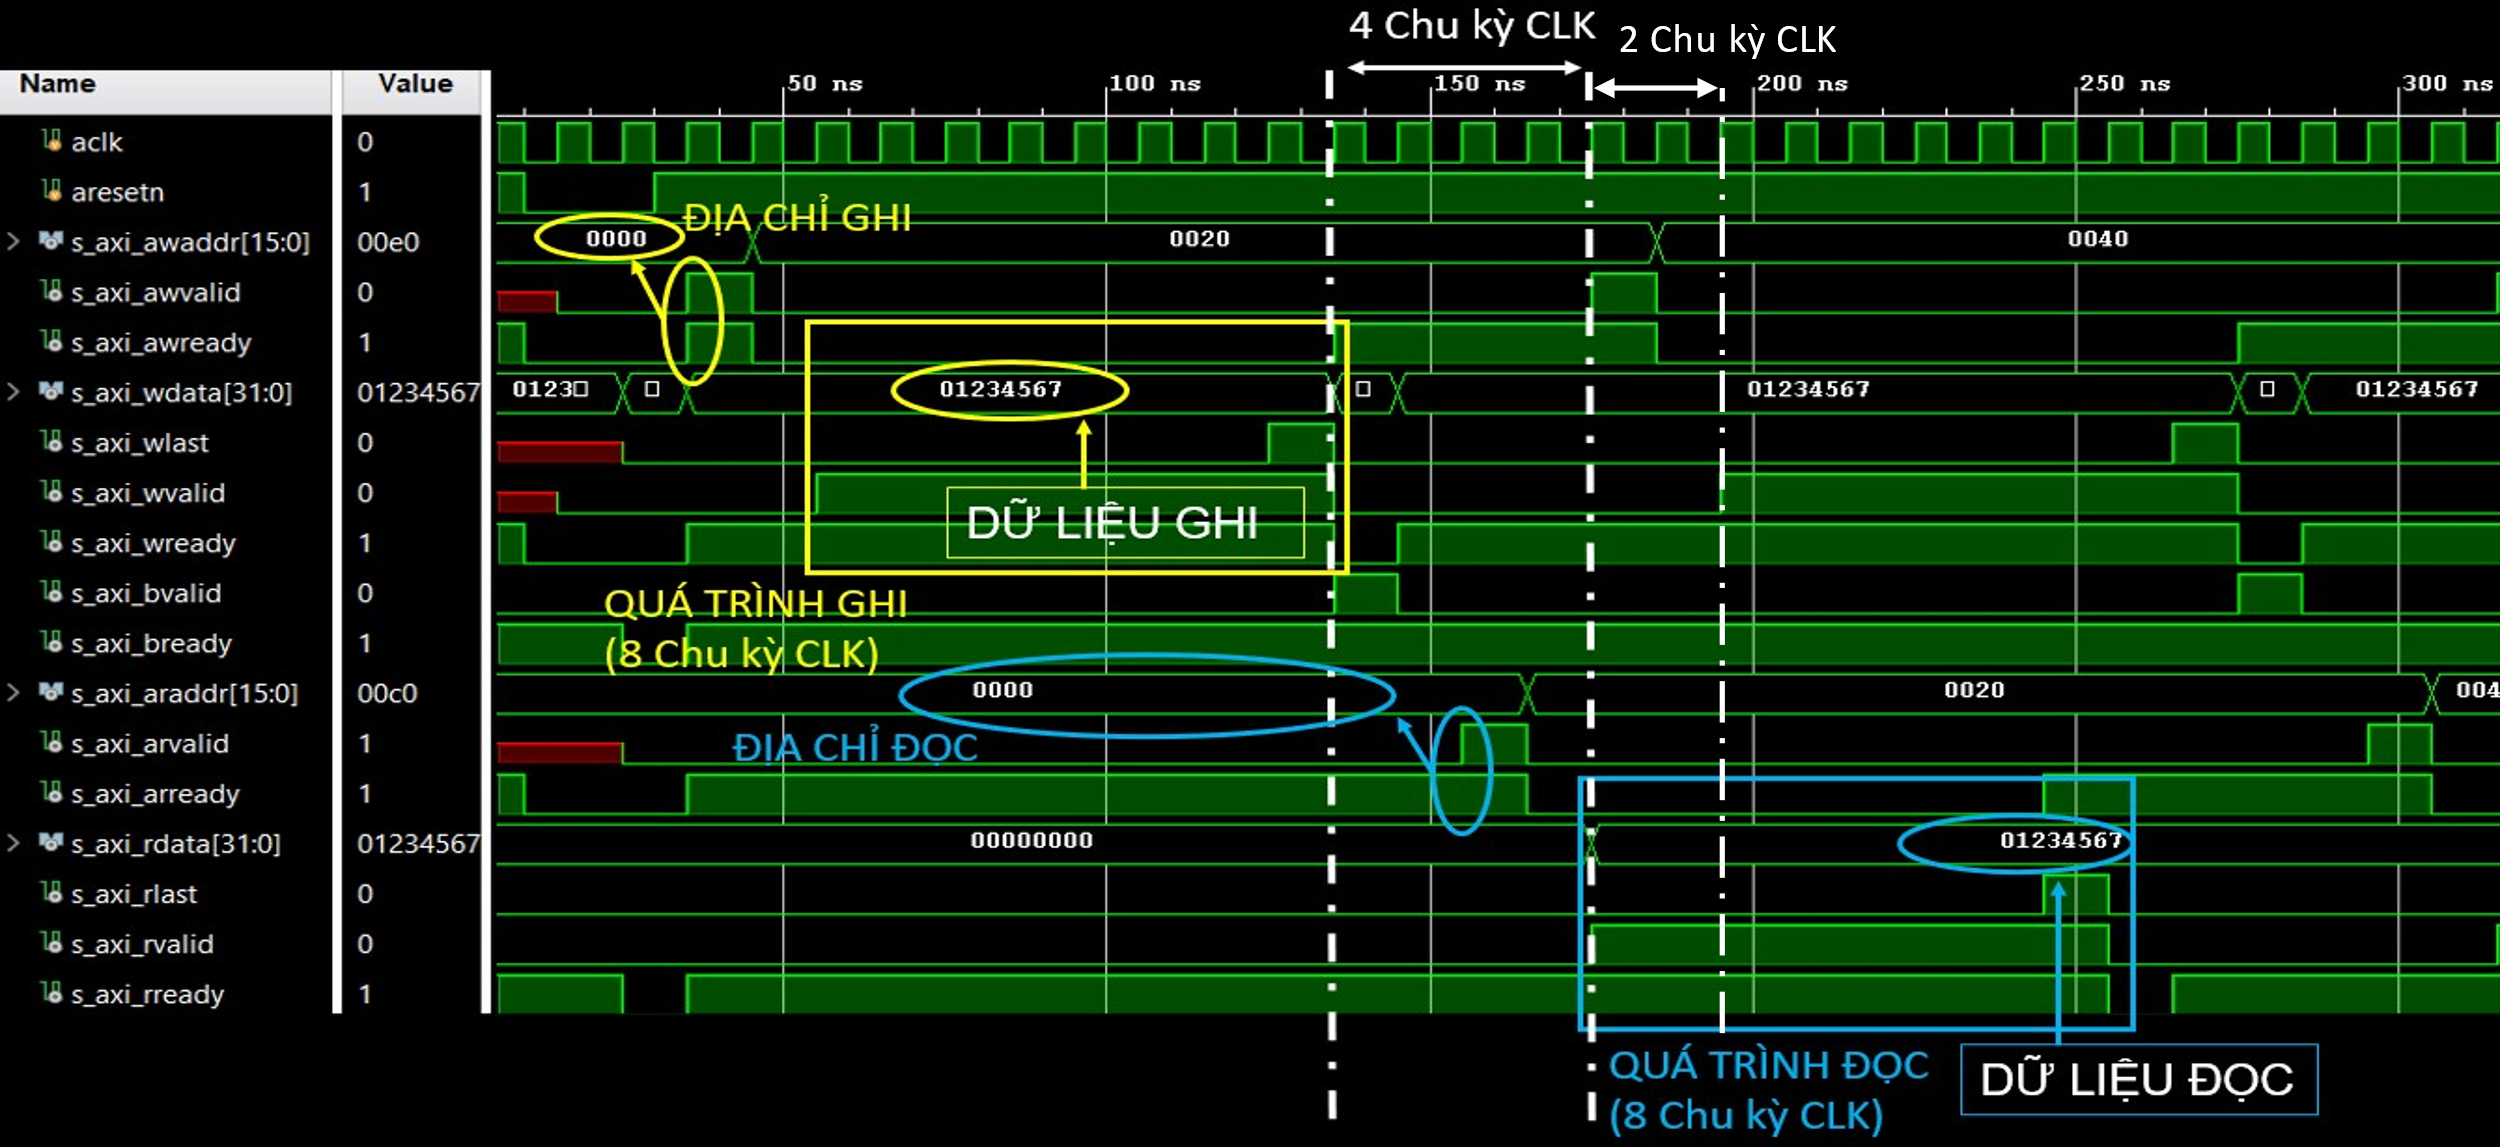 4 Chu kỳ CLK
2 Chu kỳ CLK
Name Value 50 ns 100 ns 150 ns 200 ns 250 ns 300 ns
aclk 0
aresetn 1
ĐỊA CHỈ GHI
s_axi_awaddr[15:0] 00e0 0000 0020 0040
s_axi_awvalid 0
s_axi_awready 1
s_axi_wdata[31:0] 01234567 0123□ □ 01234567 □ 01234567 □ 01234567
s_axi_wlast 0
s_axi_wvalid 0
DỮ LIỆU GHI
s_axi_wready 1
s_axi_bvalid 0
QUÁ TRÌNH GHI
s_axi_bready 1
(8 Chu kỳ CLK)
s_axi_araddr[15:0] 00c0 0000 0020 004
s_axi_arvalid 1
ĐỊA CHỈ ĐỌC
s_axi_arready 1
s_axi_rdata[31:0] 01234567 00000000 01234567
s_axi_rlast 0
s_axi_rvalid 0
s_axi_rready 1
QUÁ TRÌNH ĐỌC
(8 Chu kỳ CLK)
DỮ LIỆU ĐỌC